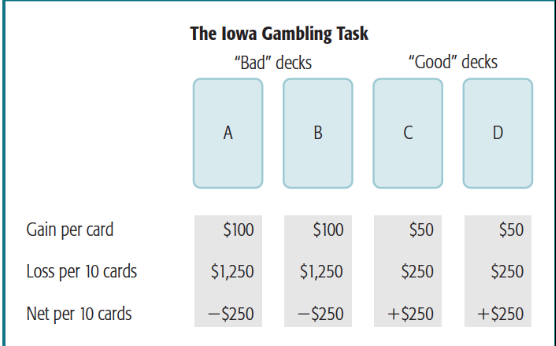 The Iowa Gambling Task
“Bad” decks “Good” decks
A B C D
Gain per card $100 $100 $50 $50
Loss per 10 cards $1,250 $1,250 $250 $250
Net per 10 cards −$250 −$250 +$250 +$250